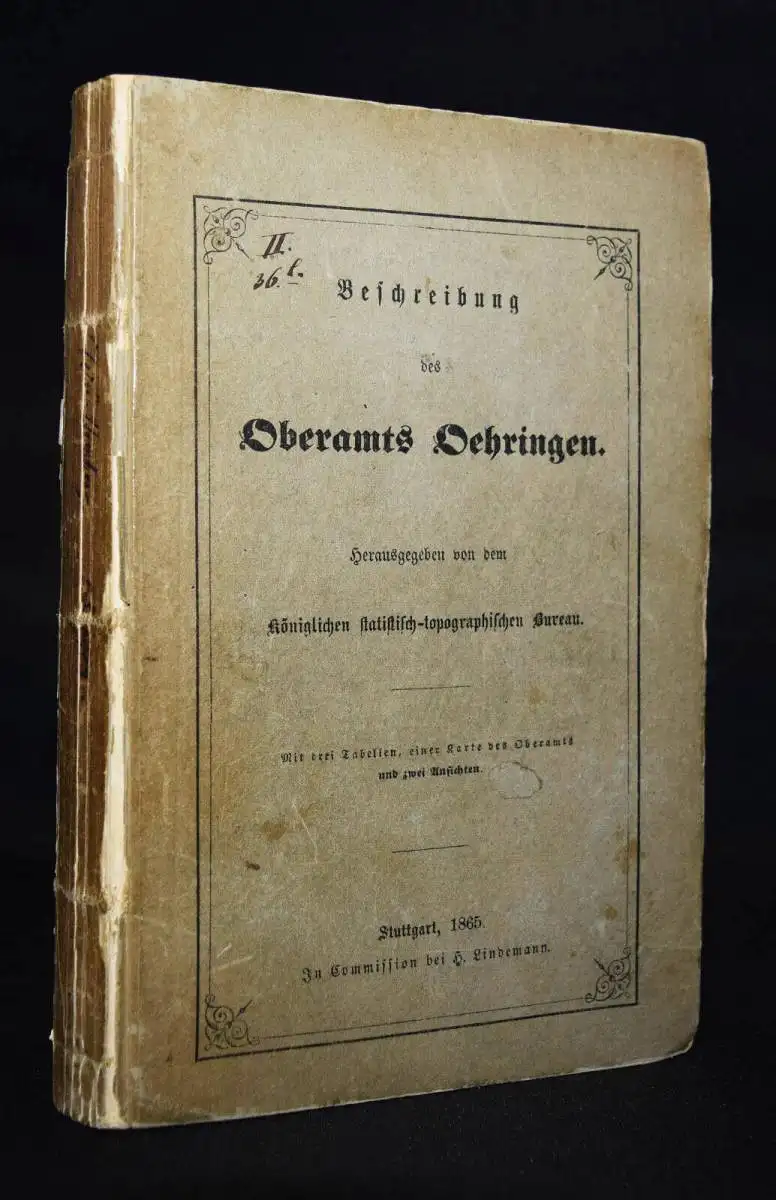 II.
36. l.
Beschreibung
des
Oberamts Oehringen.
Herausgegeben von dem
Königlichen statistisch-topographischen Bureau.
Mit drei Tabellen, einer Karte des Oberamts
und zwei Ansichten.
Stuttgart, 1865.
In Commission bei H. Lindemann.